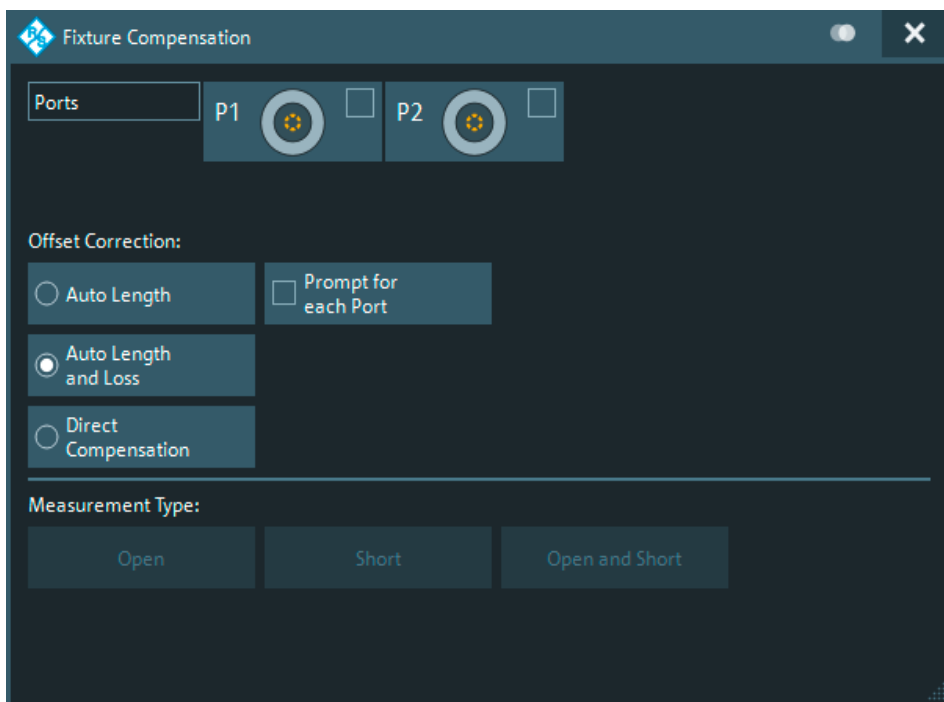 R&S Fixture Compensation
Ports
P1
P2
Offset Correction:
Auto Length
Prompt for
each Port
Auto Length
and Loss
Direct
Compensation
Measurement Type:
Open
Short
Open and Short